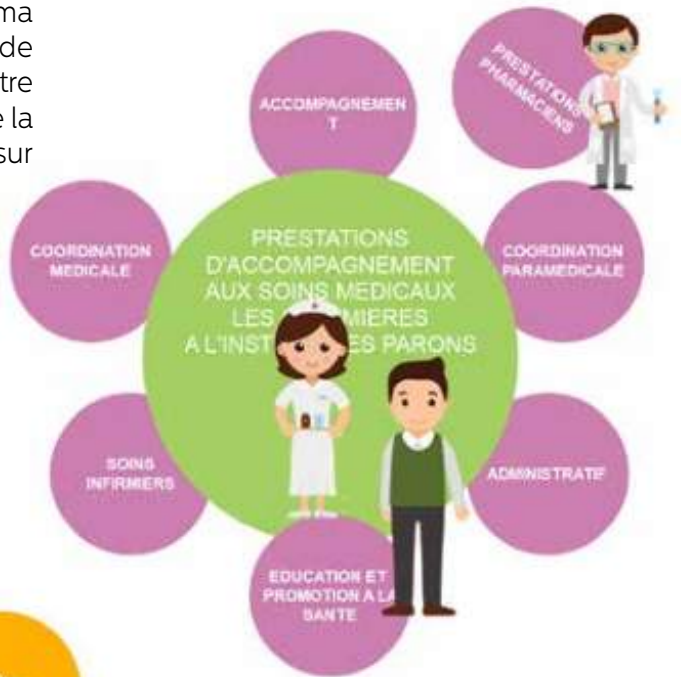 ma
de
tre
e la
sur
PRESTATIONS
PHARMACIENS
ACCOMPAGNEMEN
T
COORDINATION
MEDICALE
PRESTATIONS
D'ACCOMPAGNEMENT
AUX SOINS MEDICAUX
LES MIERES
A L'INST ES PARONS
COORDINATION
PARAMEDICALE
SOINS
INFIRMIERS
ADMINISTRATIF
EDUCATION ET
PROMOTION A LA
SANTE